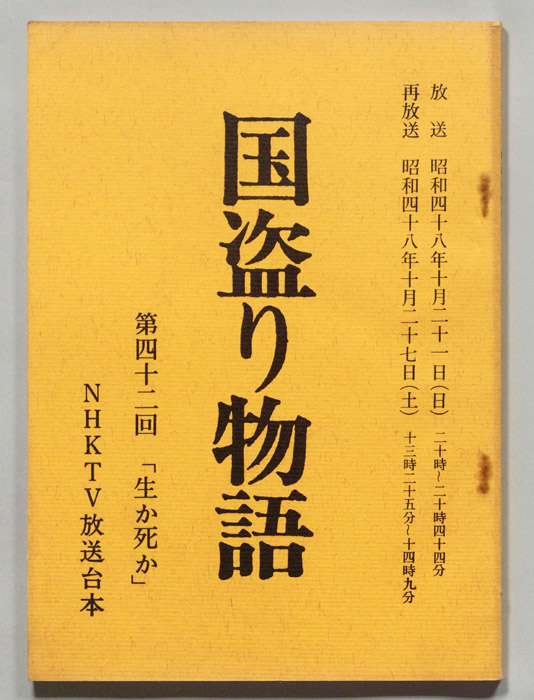 放　送　昭和四十八年十月二十一日（日）　二十時～二十時四十四分
再放送　昭和四十八年十月二十七日（土）　十三時二十五分～十四時九分
国盗り物語
第四十二回　「生か死か」
NHKTV放送台本